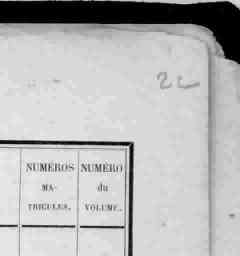 22
NUMÉROS NUMÉRO
MA- du
TRICULES. VOLUME.